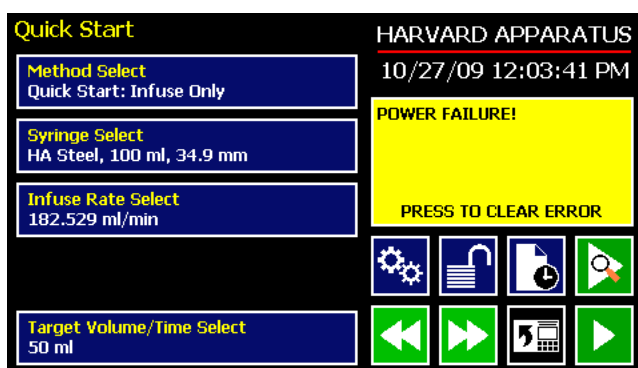 Quick Start
Method Select
Quick Start: Infuse Only
Syringe Select
HA Steel, 100 ml, 34.9 mm
Infuse Rate Select
182.529 ml/min
Target Volume/Time Select
50 ml
HARVARD APPARATUS
10/27/09 12:03:41 PM
POWER FAILURE!
PRESS TO CLEAR ERROR